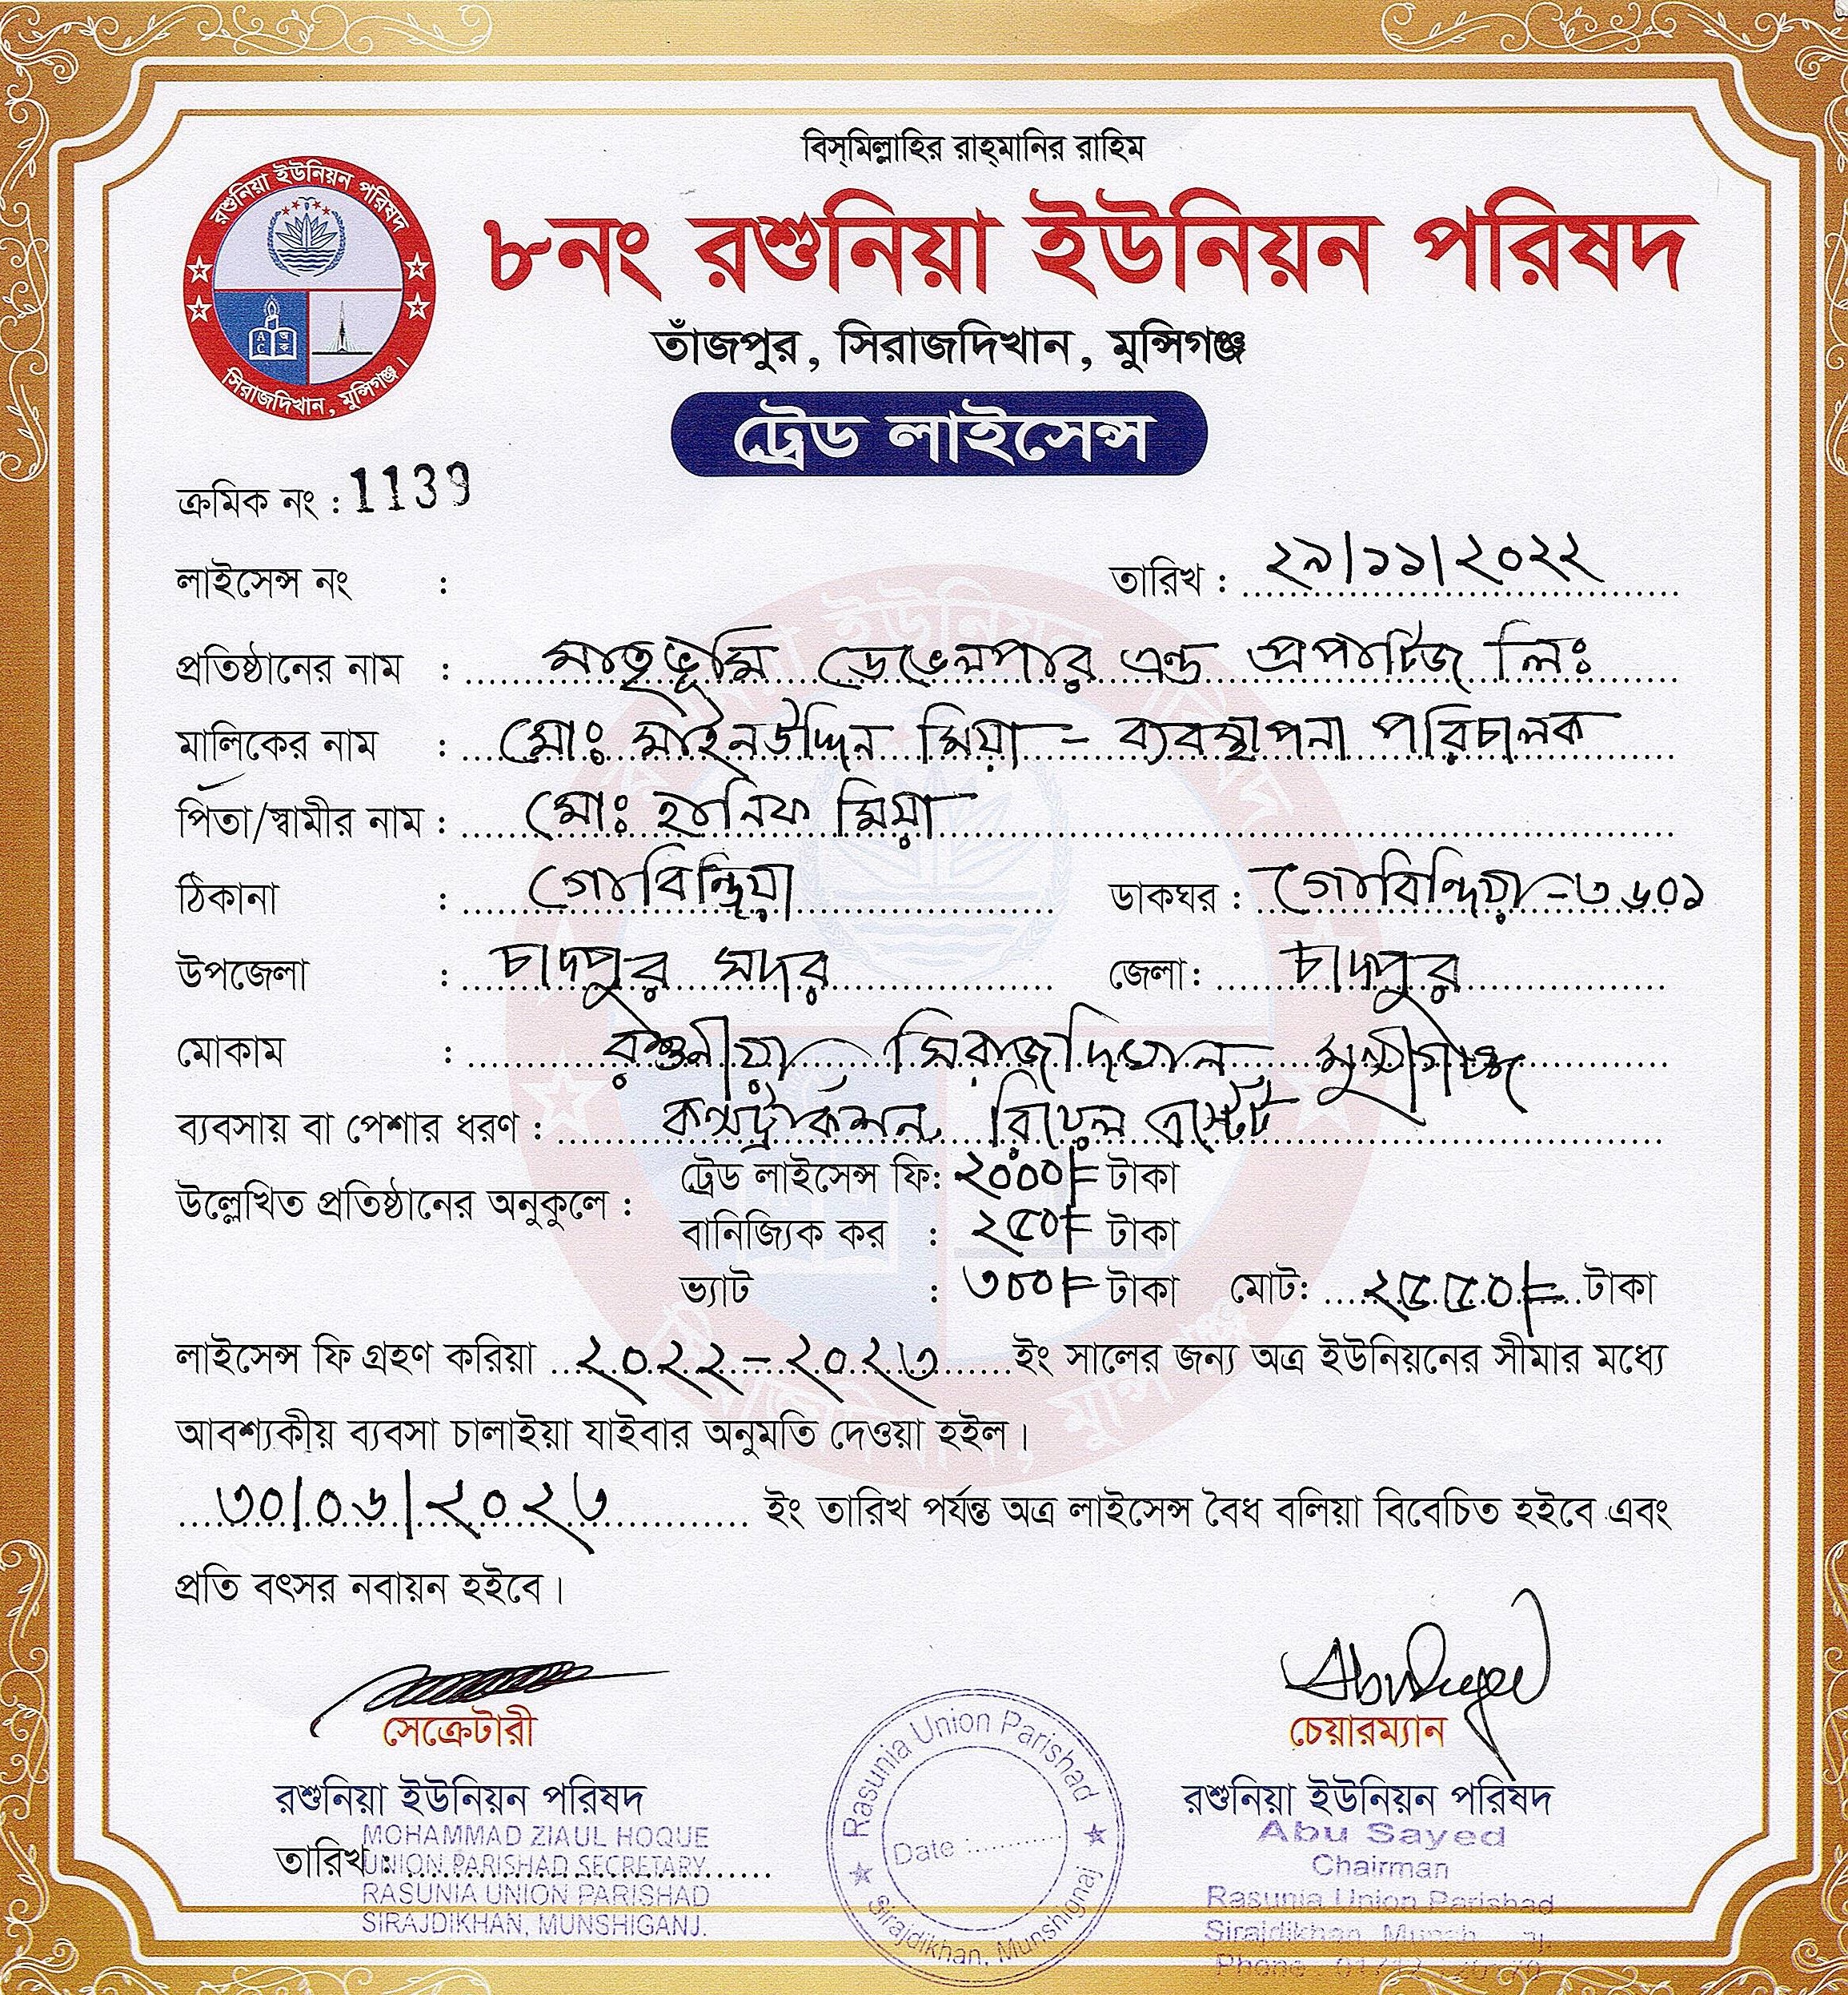 বিস্‌মিল্লাহির রাহ্‌মানির রাহিম
রশুনিয়া ইউনিয়ন পরিষদ
সিরাজদিখান, মুন্সিগঞ্জ।
৮নং রশুনিয়া ইউনিয়ন পরিষদ
তাঁজপুর, সিরাজদিখান, মুন্সিগঞ্জ
ট্রেড লাইসেন্স
ক্রমিক নং : 1139
লাইসেন্স নং : তারিখ : ২৯/১১/২০২২
প্রতিষ্ঠানের নাম : মাতৃভূমি ডেভেলপার এন্ড প্রপার্টিজ লিঃ
মালিকের নাম : মোঃ মাইনউদ্দিন মিয়া - ব্যবস্থাপনা পরিচালক
পিতা/স্বামীর নাম : মোঃ হানিফ মিয়া
ঠিকানা : গোবিন্দিয়া ডাকঘর : গোবিন্দিয়া-৩৬০১
উপজেলা : চাদপুর সদর জেলা : চাদপুর
মোকাম : রশুনীয়া সিরাজদিখান মুন্সীগঞ্জ
ব্যবসায় বা পেশার ধরণ : কন্সট্রাকশন, রিয়েল এস্টেট
উল্লেখিত প্রতিষ্ঠানের অনুকুলে : ট্রেড লাইসেন্স ফি: ২০০০/= টাকা
বানিজ্যিক কর : ২৫০/= টাকা
ভ্যাট : ৩০০/= টাকা মোট: ২৫৫০/= টাকা
লাইসেন্স ফি গ্রহণ করিয়া ২০২২-২০২৩ ইং সালের জন্য অত্র ইউনিয়নের সীমার মধ্যে
আবশ্যকীয় ব্যবসা চালাইয়া যাইবার অনুমতি দেওয়া হইল।
৩০/০৬/২০২৩ ইং তারিখ পর্যন্ত অত্র লাইসেন্স বৈধ বলিয়া বিবেচিত হইবে এবং
প্রতি বৎসর নবায়ন হইবে।
সেক্রেটারী
রশুনিয়া ইউনিয়ন পরিষদ
তারিখ:
MOHAMMAD ZIAUL HOQUE
UNION PARISHAD SECRETARY
RASUNIA UNION PARISHAD
SIRAJDIKHAN, MUNSHIGANJ.
Rasunia Union Parishad
Date :
Sirajdikhan, Munshignaj
চেয়ারম্যান
রশুনিয়া ইউনিয়ন পরিষদ
Abu Sayed
Chairman
Rasunia Union Parishad
Sirajdikhan
Phone